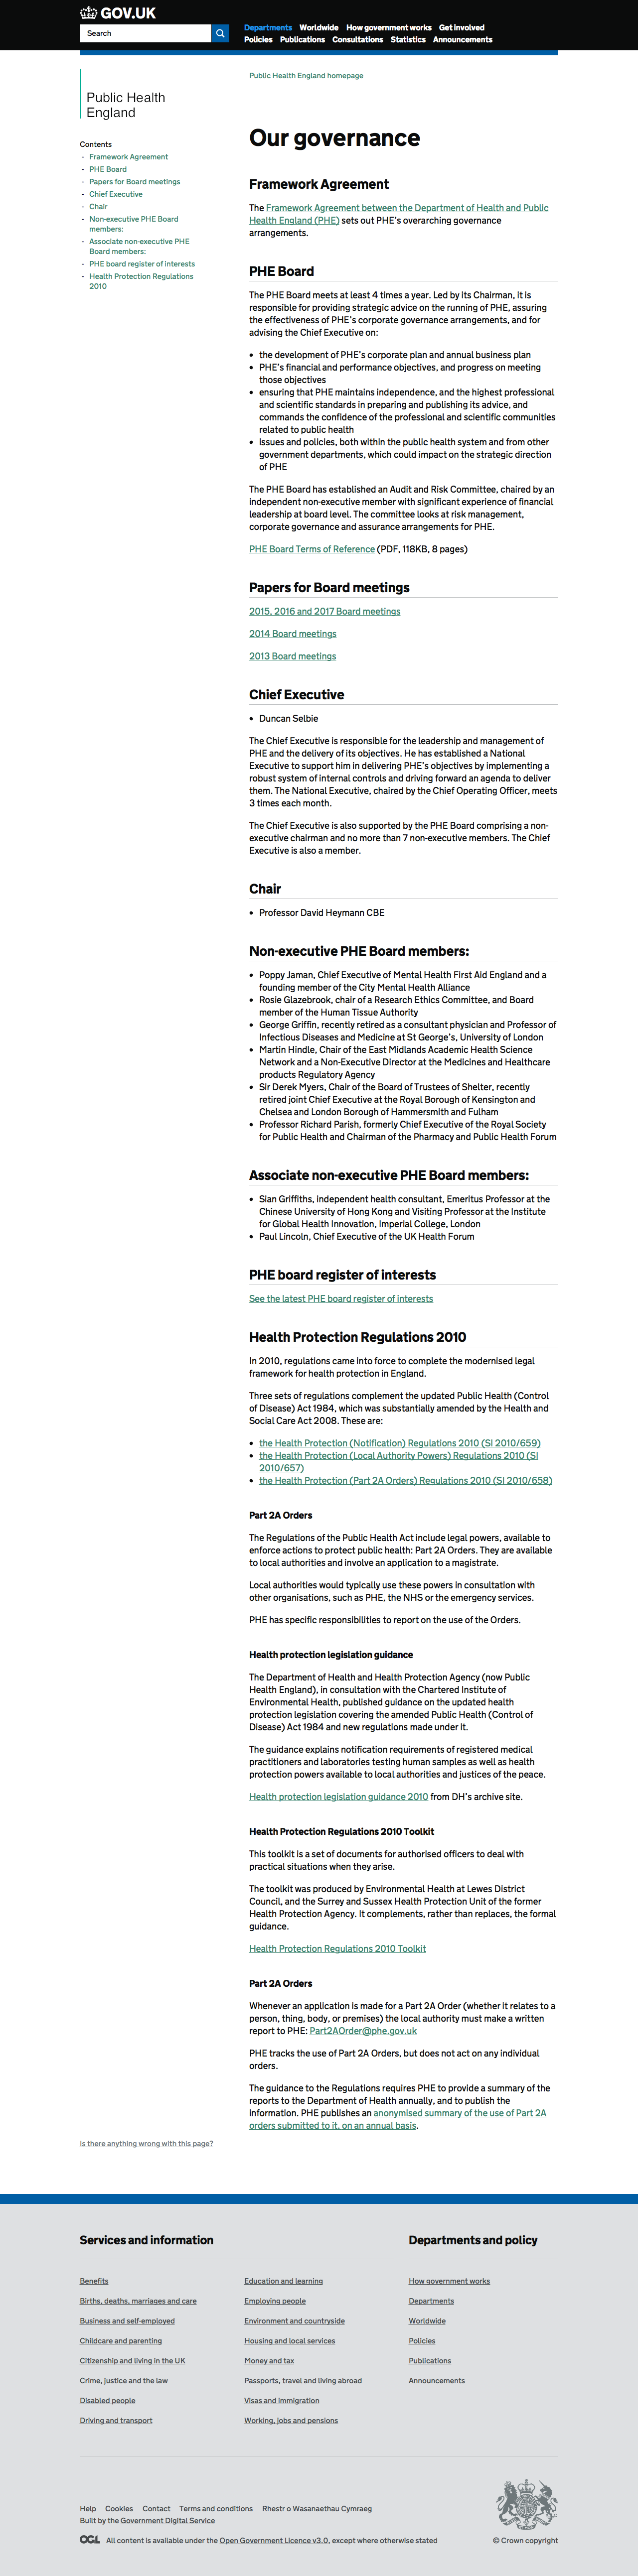 GOV.UK
Search
Departments Worldwide How government works Get involved
Policies Publications Consultations Statistics Announcements
Public Health
England
Public Health England homepage
Contents
- Framework Agreement
- PHE Board
- Papers for Board meetings
- Chief Executive
- Chair
- Non-executive PHE Board
members:
- Associate non-executive PHE
Board members:
- PHE board register of interests
- Health Protection Regulations
2010
Our governance
Framework Agreement
The Framework Agreement between the Department of Health and Public
Health England (PHE) sets out PHE's overarching governance
arrangements.
PHE Board
The PHE Board meets at least 4 times a year. Led by its Chairman, it is
responsible for providing strategic advice on the running of PHE, assuring
the effectiveness of PHE's corporate governance arrangements, and for
advising the Chief Executive on:
• the development of PHE's corporate plan and annual business plan
• PHE's financial and performance objectives, and progress on meeting
those objectives
• ensuring that PHE maintains independence, and the highest professional
and scientific standards in preparing and publishing its advice, and
commands the confidence of the professional and scientific communities
related to public health
• issues and policies, both within the public health system and from other
government departments, which could impact on the strategic direction
of PHE
The PHE Board has established an Audit and Risk Committee, chaired by an
independent non-executive member with significant experience of financial
leadership at board level. The committee looks at risk management,
corporate governance and assurance arrangements for PHE.
PHE Board Terms of Reference (PDF, 118KB, 8 pages)
Papers for Board meetings
2015, 2016 and 2017 Board meetings
2014 Board meetings
2013 Board meetings
Chief Executive
• Duncan Selbie
The Chief Executive is responsible for the leadership and management of
PHE and the delivery of its objectives. He has established a National
Executive to support him in delivering PHE's objectives by implementing a
robust system of internal controls and driving forward an agenda to deliver
them. The National Executive, chaired by the Chief Operating Officer, meets
3 times each month.
The Chief Executive is also supported by the PHE Board comprising a non-
executive chairman and no more than 7 non-executive members. The Chief
Executive is also a member.
Chair
• Professor David Heymann CBE
Non-executive PHE Board members:
• Poppy Jaman, Chief Executive of Mental Health First Aid England and a
founding member of the City Mental Health Alliance
• Rosie Glazebrook, chair of a Research Ethics Committee, and Board
member of the Human Tissue Authority
• George Griffin, recently retired as a consultant physician and Professor of
Infectious Diseases and Medicine at St George's, University of London
• Martin Hindle, Chair of the East Midlands Academic Health Science
Network and a Non-Executive Director at the Medicines and Healthcare
products Regulatory Agency
• Sir Derek Myers, Chair of the Board of Trustees of Shelter, recently
retired joint Chief Executive at the Royal Borough of Kensington and
Chelsea and London Borough of Hammersmith and Fulham
• Professor Richard Parish, formerly Chief Executive of the Royal Society
for Public Health and Chairman of the Pharmacy and Public Health Forum
Associate non-executive PHE Board members:
• Sian Griffiths, independent health consultant, Emeritus Professor at the
Chinese University of Hong Kong and Visiting Professor at the Institute
for Global Health Innovation, Imperial College, London
• Paul Lincoln, Chief Executive of the UK Health Forum
PHE board register of interests
See the latest PHE board register of interests
Health Protection Regulations 2010
In 2010, regulations came into force to complete the modernised legal
framework for health protection in England.
Three sets of regulations complement the updated Public Health (Control
of Disease) Act 1984, which was substantially amended by the Health and
Social Care Act 2008. These are:
• the Health Protection (Notification) Regulations 2010 (SI 2010/659)
• the Health Protection (Local Authority Powers) Regulations 2010 (SI
2010/657)
• the Health Protection (Part 2A Orders) Regulations 2010 (SI 2010/658)
Part 2A Orders
The Regulations of the Public Health Act include legal powers, available to
enforce actions to protect public health: Part 2A Orders. They are available
to local authorities and involve an application to a magistrate.
Local authorities would typically use these powers in consultation with
other organisations, such as PHE, the NHS or the emergency services.
PHE has specific responsibilities to report on the use of the Orders.
Health protection legislation guidance
The Department of Health and Health Protection Agency (now Public
Health England), in consultation with the Chartered Institute of
Environmental Health, published guidance on the updated health
protection legislation covering the amended Public Health (Control of
Disease) Act 1984 and new regulations made under it.
The guidance explains notification requirements of registered medical
practitioners and laboratories testing human samples as well as health
protection powers available to local authorities and justices of the peace.
Health protection legislation guidance 2010 from DH's archive site.
Health Protection Regulations 2010 Toolkit
This toolkit is a set of documents for authorised officers to deal with
practical situations when they arise.
The toolkit was produced by Environmental Health at Lewes District
Council, and the Surrey and Sussex Health Protection Unit of the former
Health Protection Agency. It complements, rather than replaces, the formal
guidance.
Health Protection Regulations 2010 Toolkit
Part 2A Orders
Whenever an application is made for a Part 2A Order (whether it relates to a
person, thing, body, or premises) the local authority must make a written
report to PHE: Part2AOrder@phe.gov.uk
PHE tracks the use of Part 2A Orders, but does not act on any individual
orders.
The guidance to the Regulations requires PHE to provide a summary of the
reports to the Department of Health annually, and to publish the
information. PHE publishes an anonymised summary of the use of Part 2A
orders submitted to it, on an annual basis.
Is there anything wrong with this page?
Services and information
Benefits
Births, deaths, marriages and care
Business and self-employed
Childcare and parenting
Citizenship and living in the UK
Crime, justice and the law
Disabled people
Driving and transport
Education and learning
Employing people
Environment and countryside
Housing and local services
Money and tax
Passports, travel and living abroad
Visas and immigration
Working, jobs and pensions
Departments and policy
How government works
Departments
Worldwide
Policies
Publications
Announcements
Help Cookies Contact Terms and conditions Rhestr o Wasanaethau Cymraeg
Built by the Government Digital Service
OGL All content is available under the Open Government Licence v3.0, except where otherwise stated
© Crown copyright